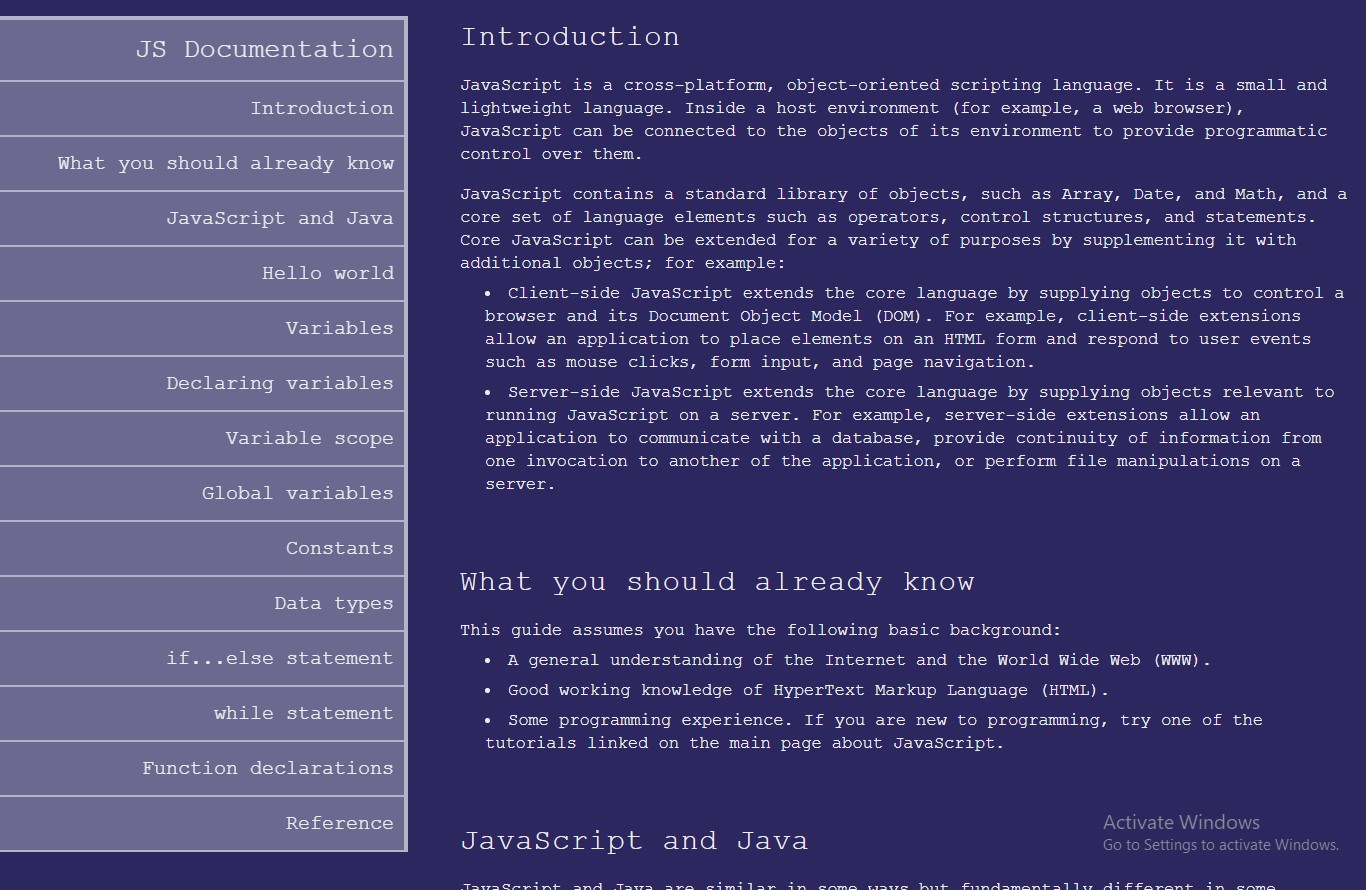 JS Documentation
Introduction
What you should already know
JavaScript and Java
Hello world
Variables
Declaring variables
Variable scope
Global variables
Constants
Data types
if...else statement
while statement
Function declarations
Reference
Introduction
JavaScript is a cross-platform, object-oriented scripting language. It is a small and
lightweight language. Inside a host environment (for example, a web browser),
JavaScript can be connected to the objects of its environment to provide programmatic
control over them.
JavaScript contains a standard library of objects, such as Array, Date, and Math, and a
core set of language elements such as operators, control structures, and statements.
Core JavaScript can be extended for a variety of purposes by supplementing it with
additional objects; for example:
• Client-side JavaScript extends the core language by supplying objects to control a
browser and its Document Object Model (DOM). For example, client-side extensions
allow an application to place elements on an HTML form and respond to user events
such as mouse clicks, form input, and page navigation.
• Server-side JavaScript extends the core language by supplying objects relevant to
running JavaScript on a server. For example, server-side extensions allow an
application to communicate with a database, provide continuity of information from
one invocation to another of the application, or perform file manipulations on a
server.
What you should already know
This guide assumes you have the following basic background:
• A general understanding of the Internet and the World Wide Web (WWW).
• Good working knowledge of HyperText Markup Language (HTML).
• Some programming experience. If you are new to programming, try one of the
tutorials linked on the main page about JavaScript.
JavaScript and Java
JavaScript and Java are similar in some ways but fundamentally different in some
Activate Windows
Go to Settings to activate Windows.